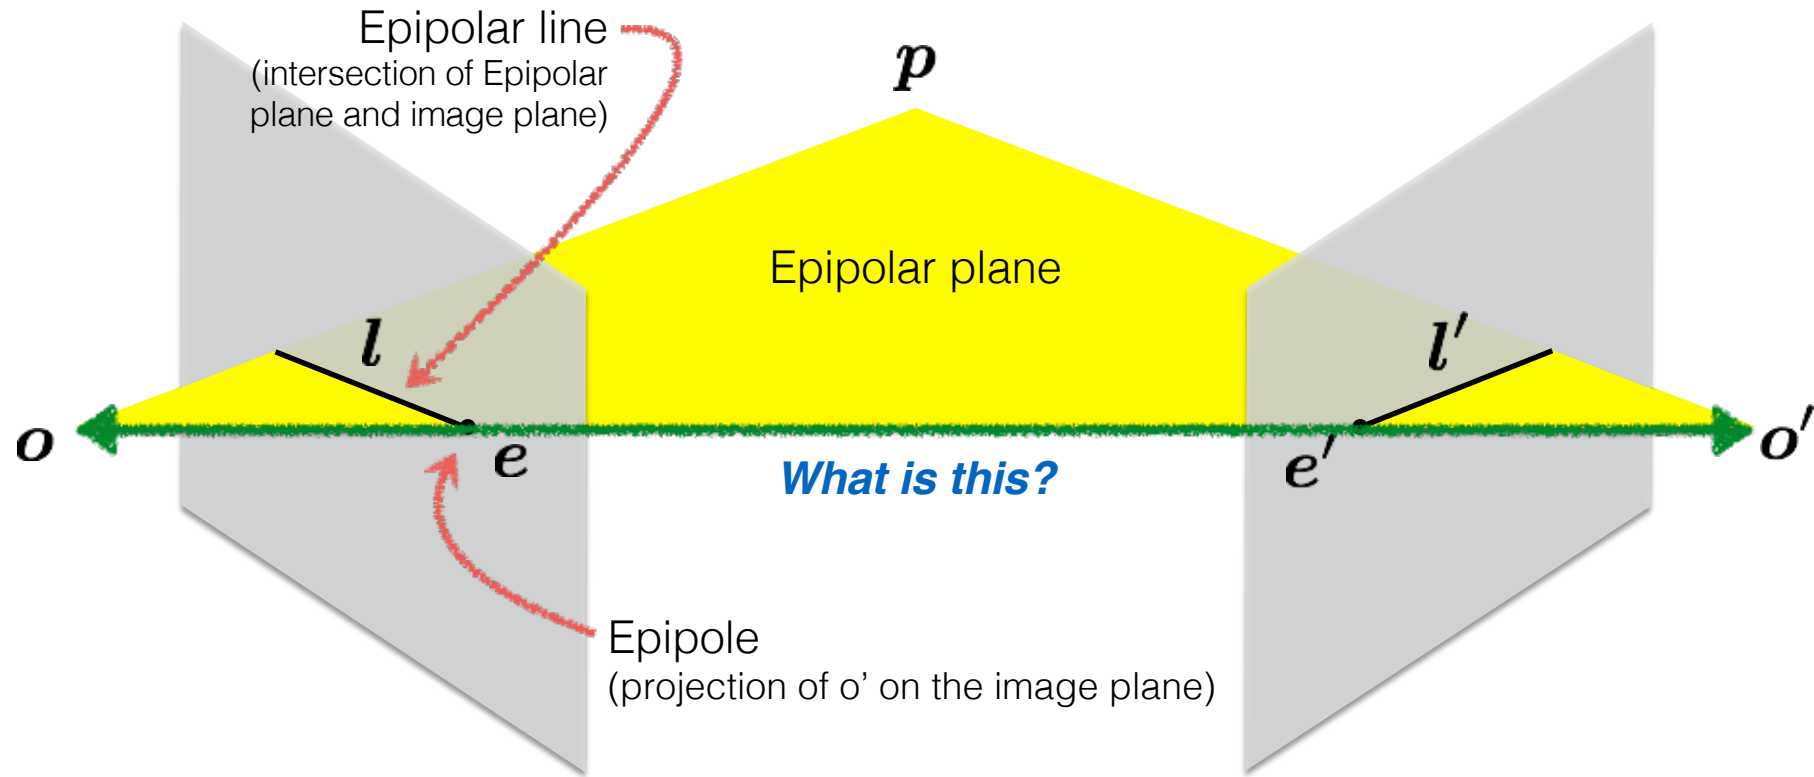 Epipolar line
(intersection of Epipolar
plane and image plane)
p
Epipolar plane
l
l′
o
e
What is this?
e′
o′
Epipole
(projection of o’ on the image plane)